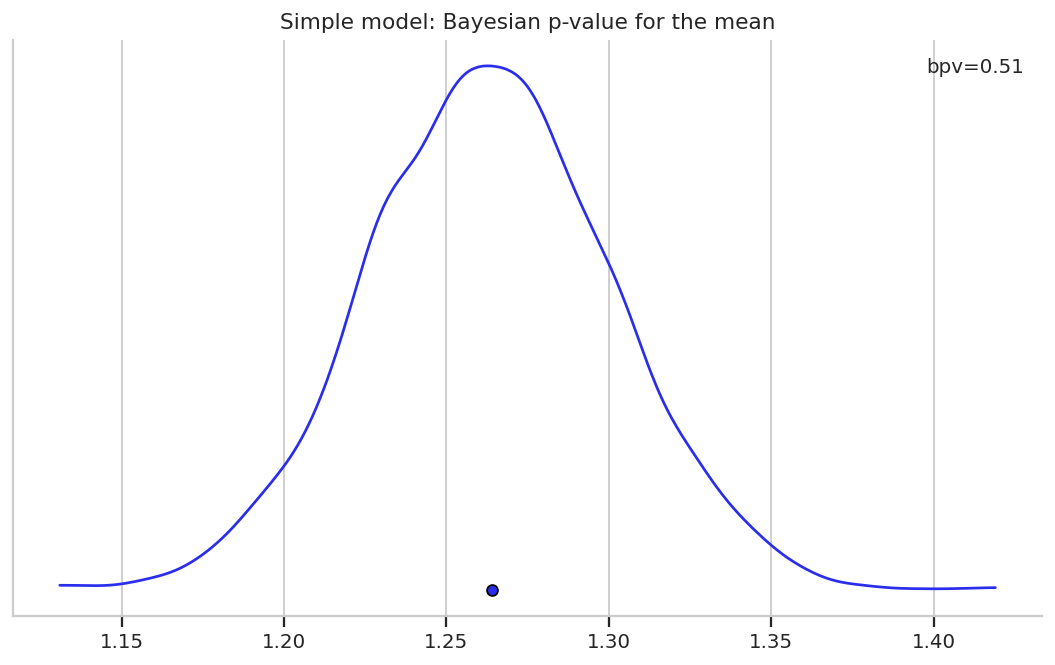 Simple model: Bayesian p-value for the mean
bpv=0.51
1.15 1.20 1.25 1.30 1.35 1.40